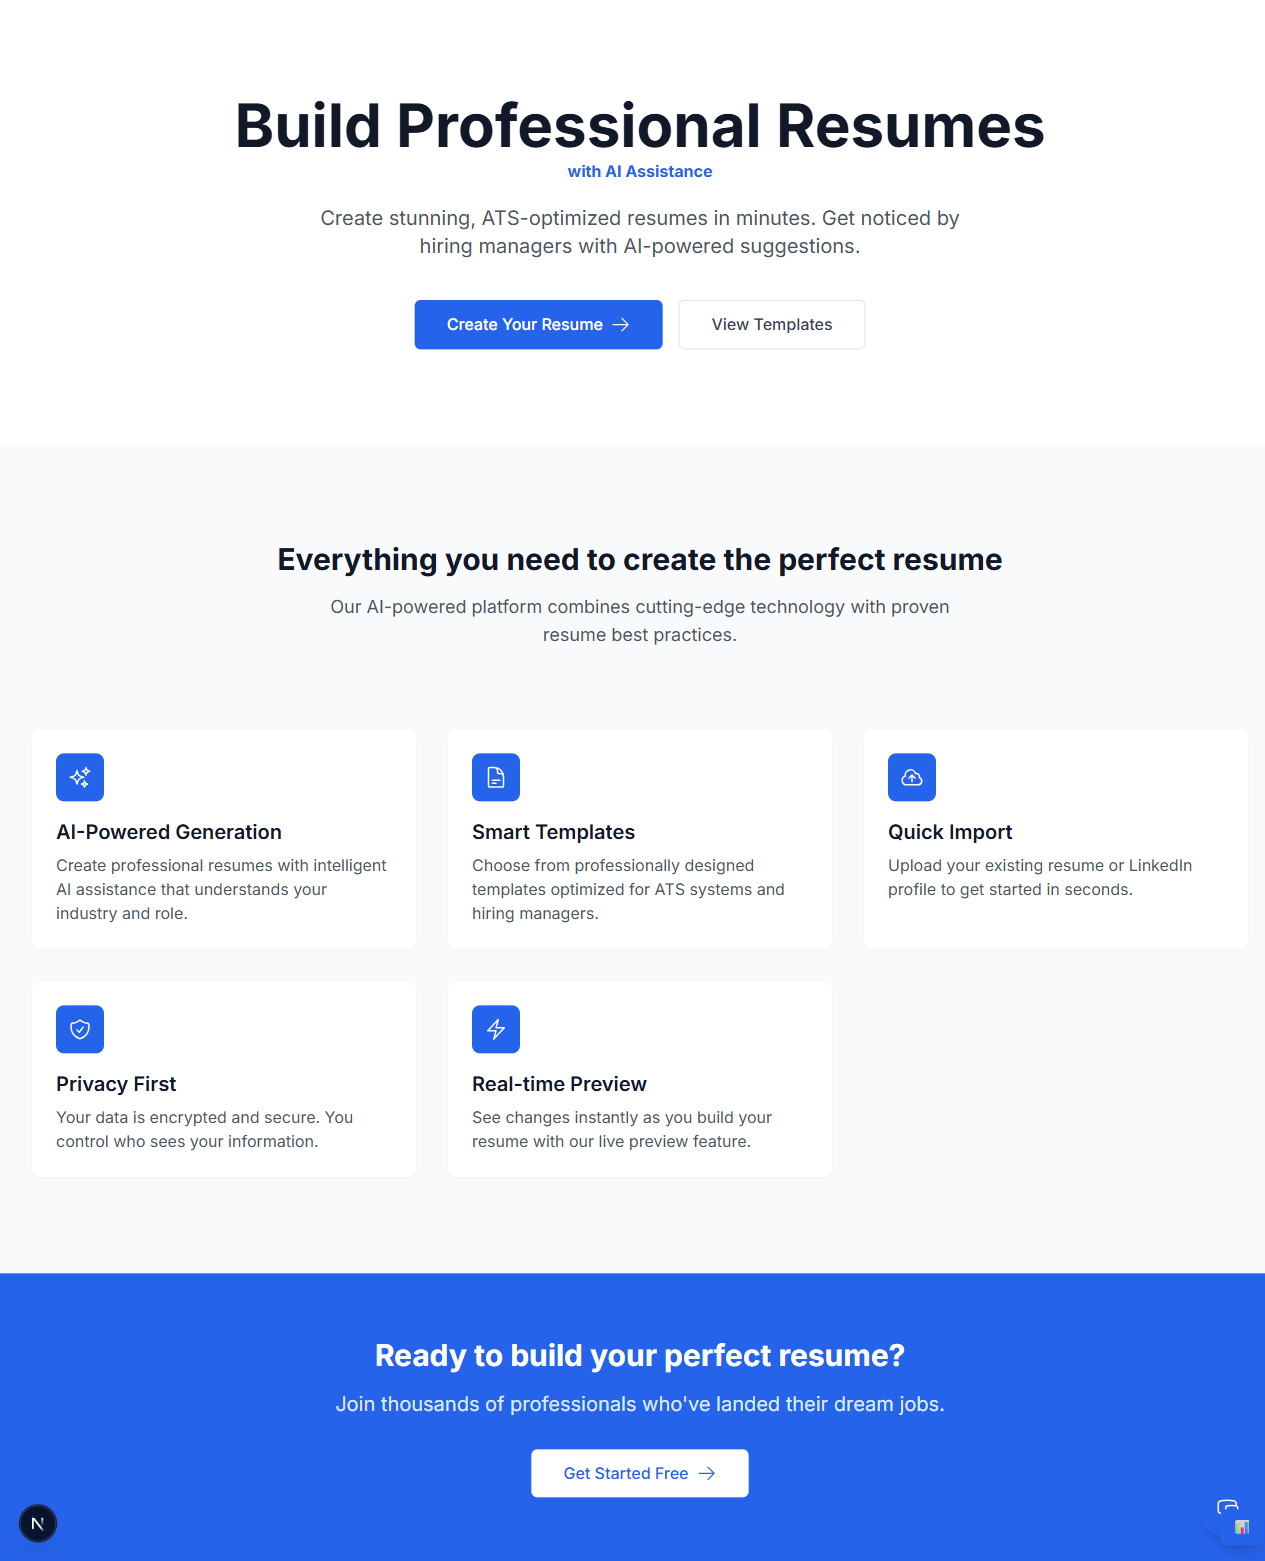 Build Professional Resumes
with AI Assistance
Create stunning, ATS-optimized resumes in minutes. Get noticed by
hiring managers with AI-powered suggestions.
Create Your Resume
View Templates
Everything you need to create the perfect resume
Our AI-powered platform combines cutting-edge technology with proven
resume best practices.
AI-Powered Generation
Create professional resumes with intelligent
AI assistance that understands your
industry and role.
Smart Templates
Choose from professionally designed
templates optimized for ATS systems and
hiring managers.
Quick Import
Upload your existing resume or LinkedIn
profile to get started in seconds.
Privacy First
Your data is encrypted and secure. You
control who sees your information.
Real-time Preview
See changes instantly as you build your
resume with our live preview feature.
Ready to build your perfect resume?
Join thousands of professionals who've landed their dream jobs.
Get Started Free
N